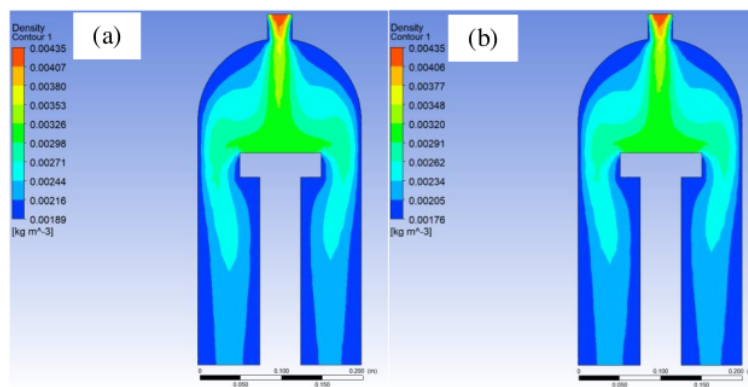 Density
Contour 1
0.00435
0.00407
0.00380
0.00353
0.00326
0.00298
0.00271
0.00244
0.00216
0.00189
[kg m^-3]
(a)
0 0.100 0.200 (m)
0.050 0.150
Density
Contour 1
0.00435
0.00406
0.00377
0.00348
0.00320
0.00291
0.00262
0.00234
0.00205
0.00176
[kg m^-3]
(b)
0 0.100 0.200
0.050 0.150